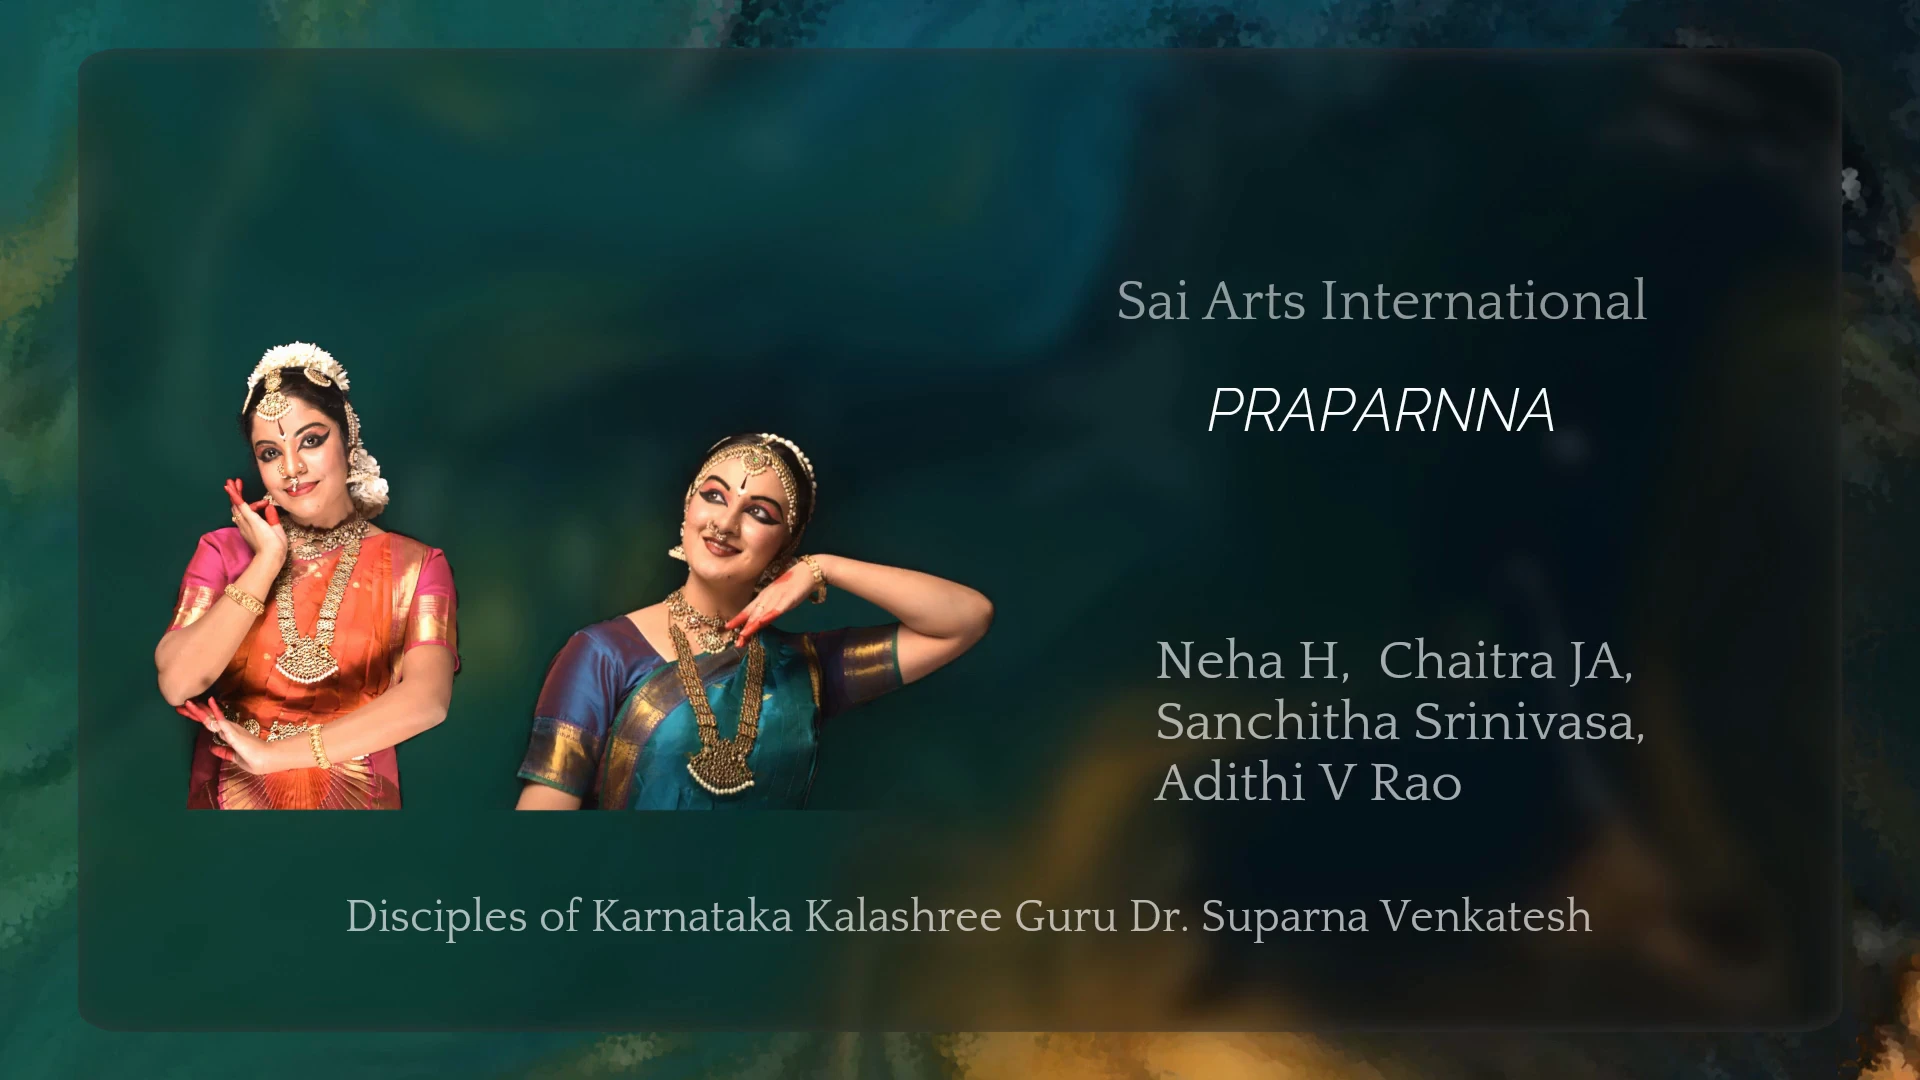 Sai Arts International
PRAPARNNA
Neha H, Chaitra JA,
Sanchitha Srinivasa,
Adithi V Rao
Disciples of Karnataka Kalashree Guru Dr. Suparna Venkatesh